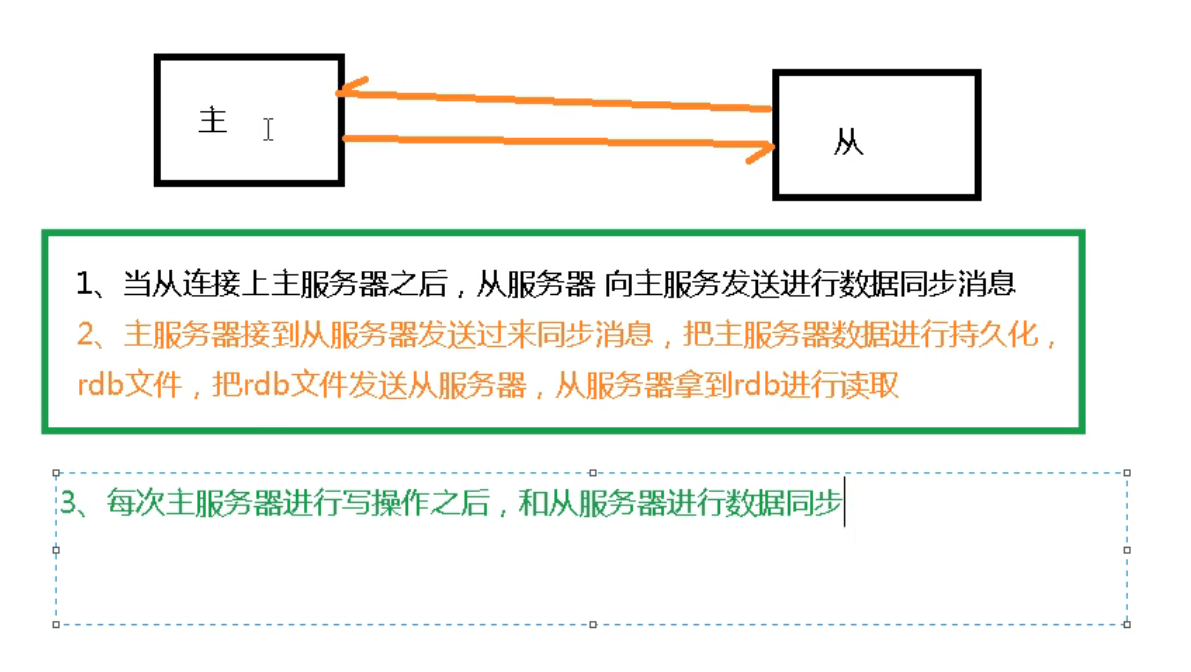 主
从
1、当从连接上主服务器之后，从服务器 向主服务发送进行数据同步消息
2、主服务器接到从服务器发送过来同步消息，把主服务器数据进行持久化，
rdb文件，把rdb文件发送从服务器，从服务器拿到rdb进行读取
3、每次主服务器进行写操作之后，和从服务器进行数据同步